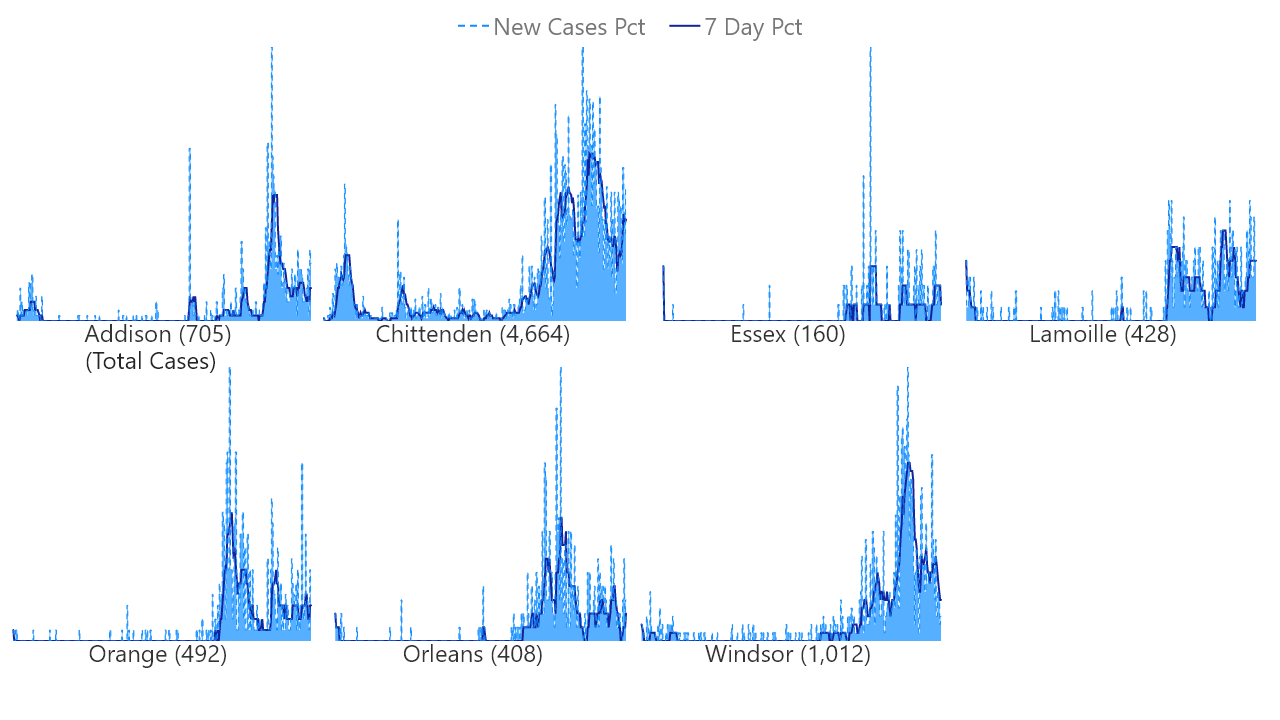 New Cases Pct 7 Day Pct
Addison (705) Chittenden (4,664) Essex (160) Lamoille (428)
(Total Cases)
Orange (492) Orleans (408) Windsor (1,012)